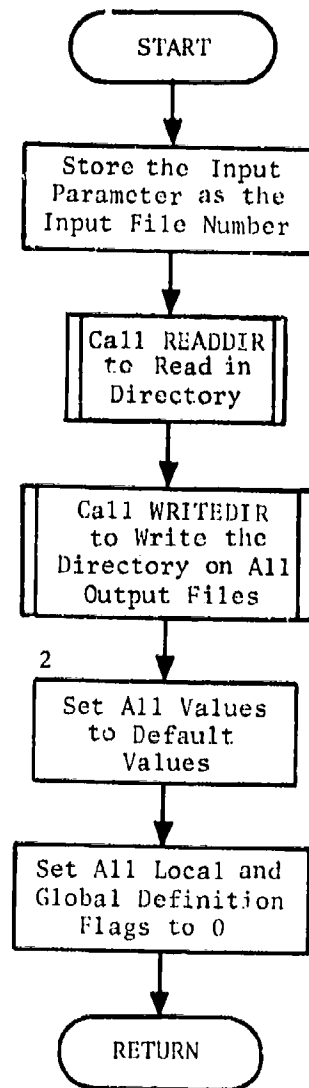 START
Store the Input
Parameter as the
Input File Number
Call READDIR
to Read in
Directory
Call WRITEDIR
to Write the
Directory on All
Output Files
2
Set All Values
to Default
Values
Set All Local and
Global Definition
Flags to 0
RETURN